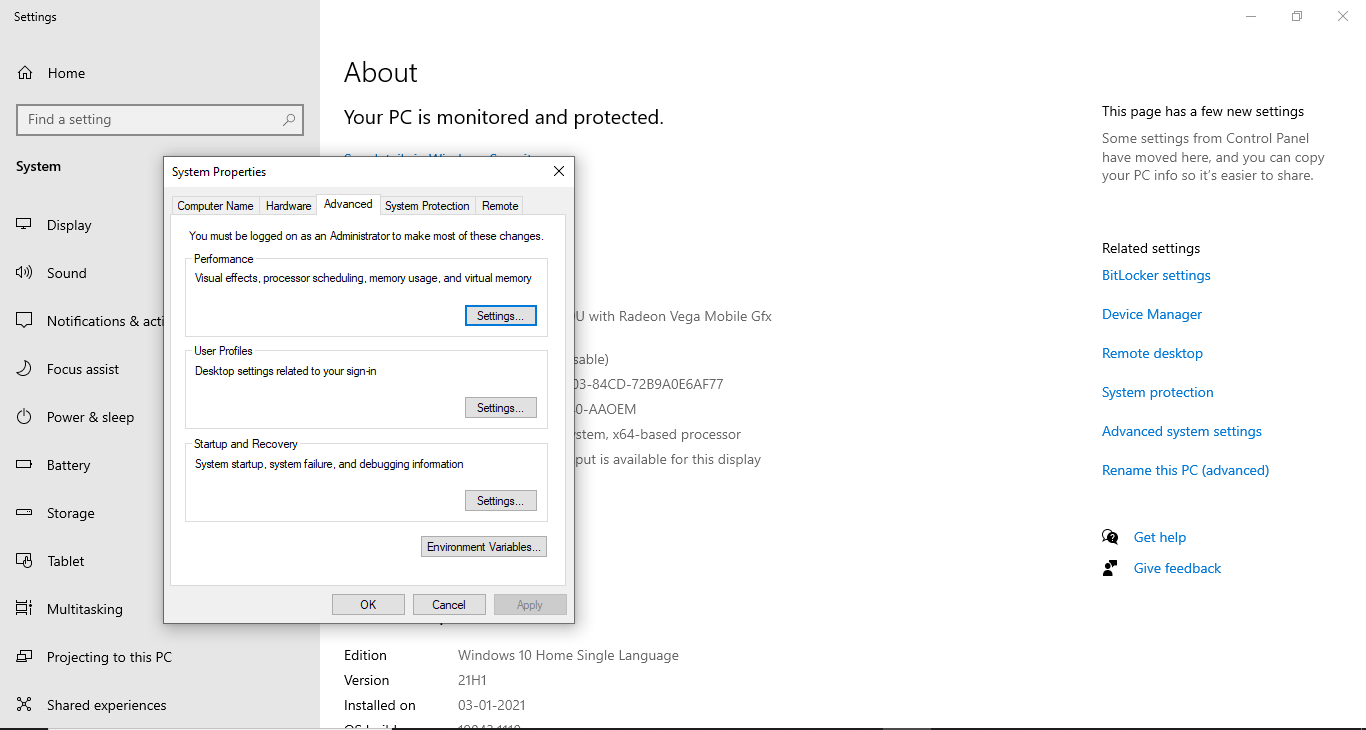 Settings
Home
Find a setting
System
Display
Sound
Notifications & acti
Focus assist
Power & sleep
Battery
Storage
Tablet
Multitasking
Projecting to this PC
Shared experiences
About
Your PC is monitored and protected.
System Properties
Computer Name
Hardware
Advanced
System Protection
Remote
You must be logged on as an Administrator to make most of these changes.
Performance
Visual effects, processor scheduling, memory usage, and virtual memory
Settings...
User Profiles
Desktop settings related to your sign-in
Settings...
Startup and Recovery
System startup, system failure, and debugging information
Settings...
Environment Variables...
OK
Cancel
Apply
U with Radeon Vega Mobile Gfx
sable)
03-84CD-72B9A0E6AF77
0-AAOEM
stem, x64-based processor
put is available for this display
Edition
Windows 10 Home Single Language
Version
21H1
Installed on
03-01-2021
This page has a few new settings
Some settings from Control Panel
have moved here, and you can copy
your PC info so it's easier to share.
Related settings
BitLocker settings
Device Manager
Remote desktop
System protection
Advanced system settings
Rename this PC (advanced)
Get help
Give feedback